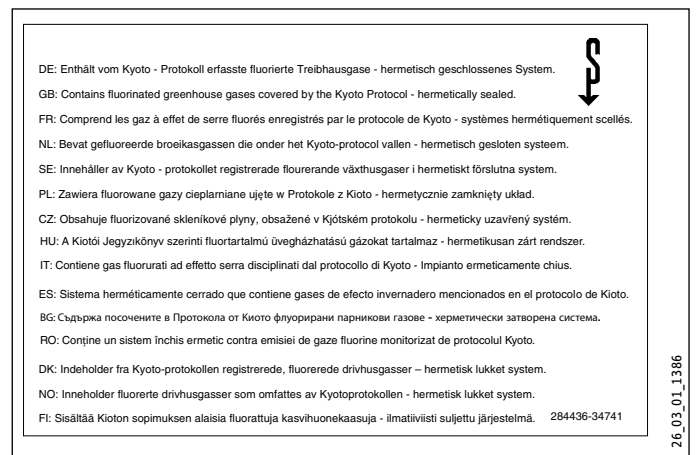 DE: Enthält vom Kyoto - Protokoll erfasste fluorierte Treibhausgase - hermetisch geschlossenes System.
GB: Contains fluorinated greenhouse gases covered by the Kyoto Protocol - hermetically sealed.
FR: Comprend les gaz à effet de serre fluorés enregistrés par le protocole de Kyoto - systèmes hermétiquement scellés.
NL: Bevat gefluoreerde broeikasgassen die onder het Kyoto-protocol vallen - hermetisch gesloten systeem.
SE: Innehåller av Kyoto - protokollet registrerade flourerande växthusgaser i hermetiskt förslutna system.
PL: Zawiera fluorowane gazy cieplarniane ujęte w Protokole z Kioto - hermetycznie zamknięty układ.
CZ: Obsahuje fluorizované skleníkové plyny, obsažené v Kjótském protokolu - hermeticky uzavřený systém.
HU: A Kiotói Jegyzıkönyv szerinti fluortartalmú üvegházhatású gázokat tartalmaz - hermetikusan zárt rendszer.
IT: Contiene gas fluorurati ad effetto serra disciplinati dal protocollo di Kyoto - Impianto ermeticamente chius.
ES: Sistema herméticamente cerrado que contiene gases de efecto invernadero mencionados en el protocolo de Kioto.
BG: Съдържа посочените в Протокола от Киото флуорирани парникови газове - херметически затворена система.
RO: Conține un sistem închis ermetic contra emisiei de gaze fluorine monitorizat de protocolul Kyoto.
DK: Indeholder fra Kyoto-protokollen registrerede, fluorerede drivhusgasser – hermetisk lukket system.
NO: Inneholder fluorerte drivhusgasser som omfattes av Kyotoprotokollen - hermetisk lukket system.
FI: Sisältää Kioton sopimuksen alaisia fluorattuja kasvihuonekaasuja - ilmatiiviisti suljettu järjestelmä. 284436-34741
26_03_01_1386